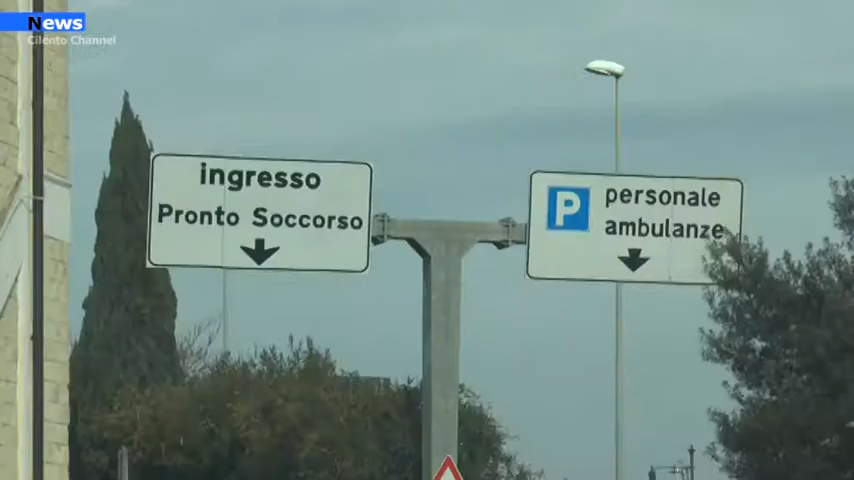 News
Cilento Channel
ingresso
Pronto Soccorso
P
personale
ambulanze